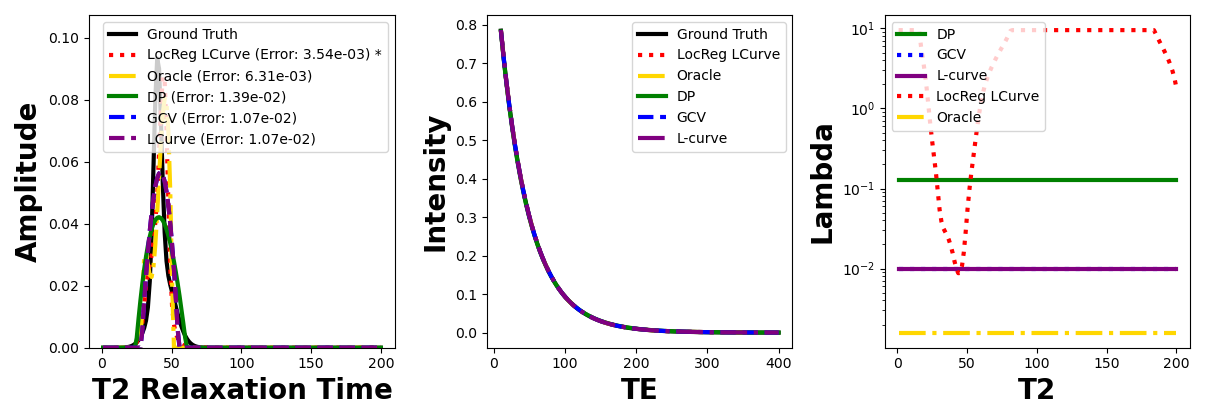 Amplitude
0.10
0.08
0.06
0.04
0.02
0.00
Ground Truth
LocReg LCurve (Error: 3.54e-03) *
Oracle (Error: 6.31e-03)
DP (Error: 1.39e-02)
GCV (Error: 1.07e-02)
LCurve (Error: 1.07e-02)
0 50 100 150 200
T2 Relaxation Time
Intensity
0.8
0.7
0.6
0.5
0.4
0.3
0.2
0.1
0.0
Ground Truth
LocReg LCurve
Oracle
DP
GCV
L-curve
0 100 200 300 400
TE
Lambda
10¹
10⁰
10⁻¹
10⁻²
DP
GCV
L-curve
LocReg LCurve
Oracle
0 50 100 150 200
T2